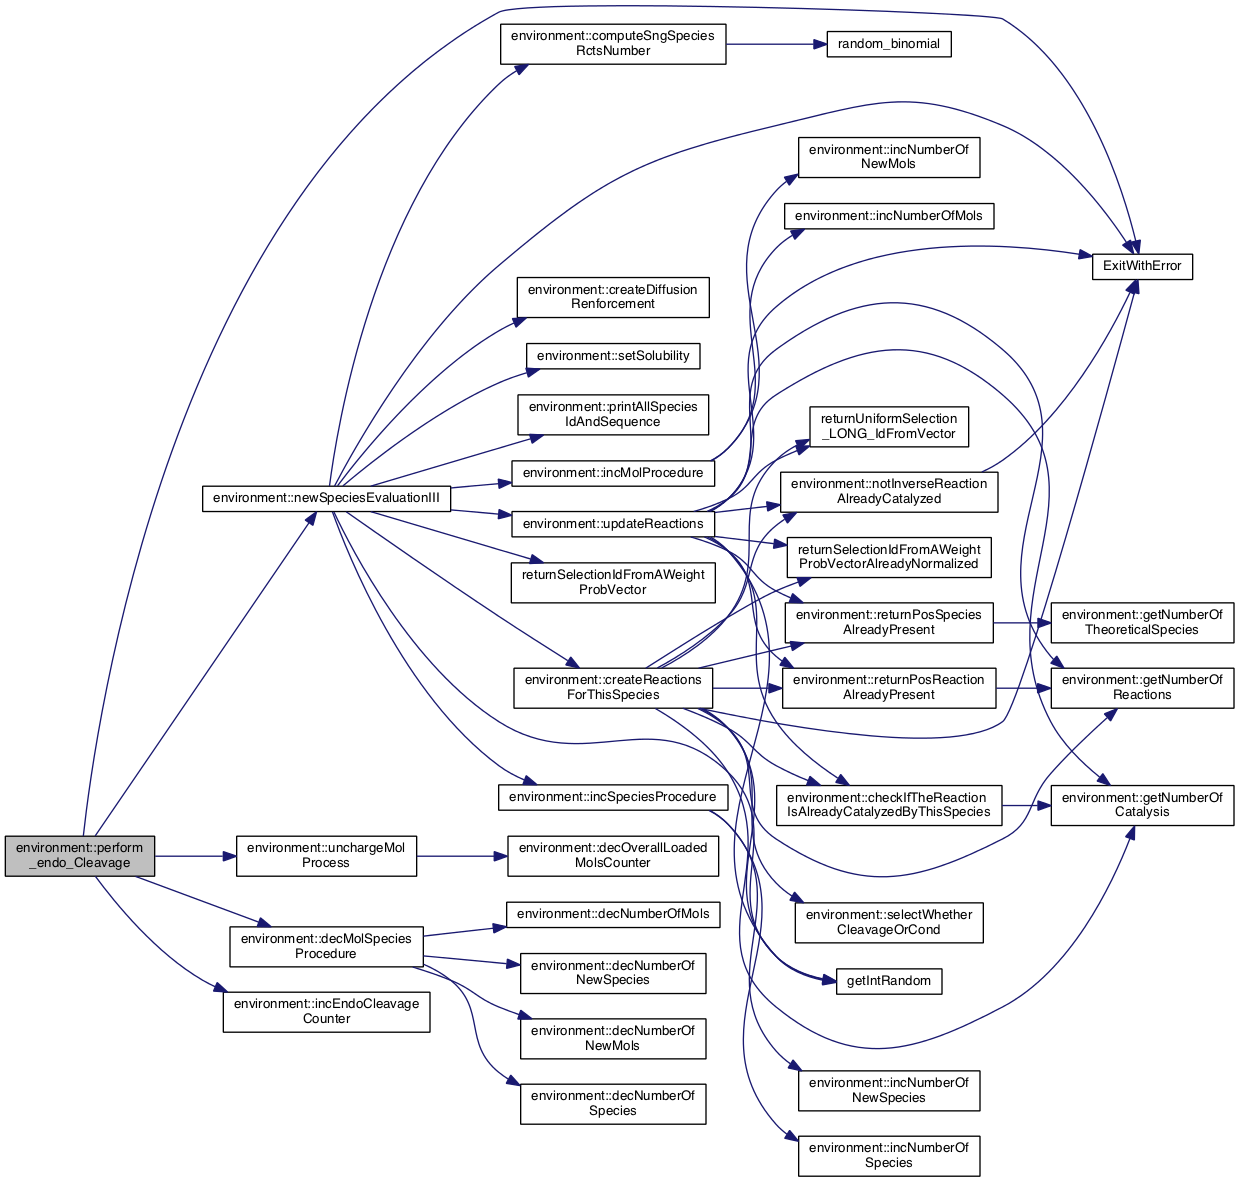 environment::computeSngSpecies
RctsNumber
random_binomial
environment::incNumberOf
NewMols
environment::incNumberOfMols
ExitWithError
environment::createDiffusion
Renforcement
environment::setSolubility
environment::printAllSpecies
IdAndSequence
returnUniformSelection
_LONG_IdFromVector
environment::incMolProcedure
environment::newSpeciesEvaluationIII
environment::notInverseReaction
AlreadyCatalyzed
environment::updateReactions
returnSelectionIdFromAWeight
ProbVectorAlreadyNormalized
returnSelectionIdFromAWeight
ProbVector
environment::returnPosSpecies
AlreadyPresent
environment::getNumberOf
TheoreticalSpecies
environment::createReactions
ForThisSpecies
environment::returnPosReaction
AlreadyPresent
environment::getNumberOf
Reactions
environment::incSpeciesProcedure
environment::checkIfTheReaction
IsAlreadyCatalyzedByThisSpecies
environment::getNumberOf
Catalysis
environment::perform
_endo_Cleavage
environment::unchargeMol
Process
environment::decOverallLoaded
MolsCounter
environment::decNumberOfMols
environment::selectWhether
CleavageOrCond
environment::decMolSpecies
Procedure
environment::decNumberOf
NewSpecies
getIntRandom
environment::incEndoCleavage
Counter
environment::decNumberOf
NewMols
environment::incNumberOf
NewSpecies
environment::decNumberOf
Species
environment::incNumberOf
Species